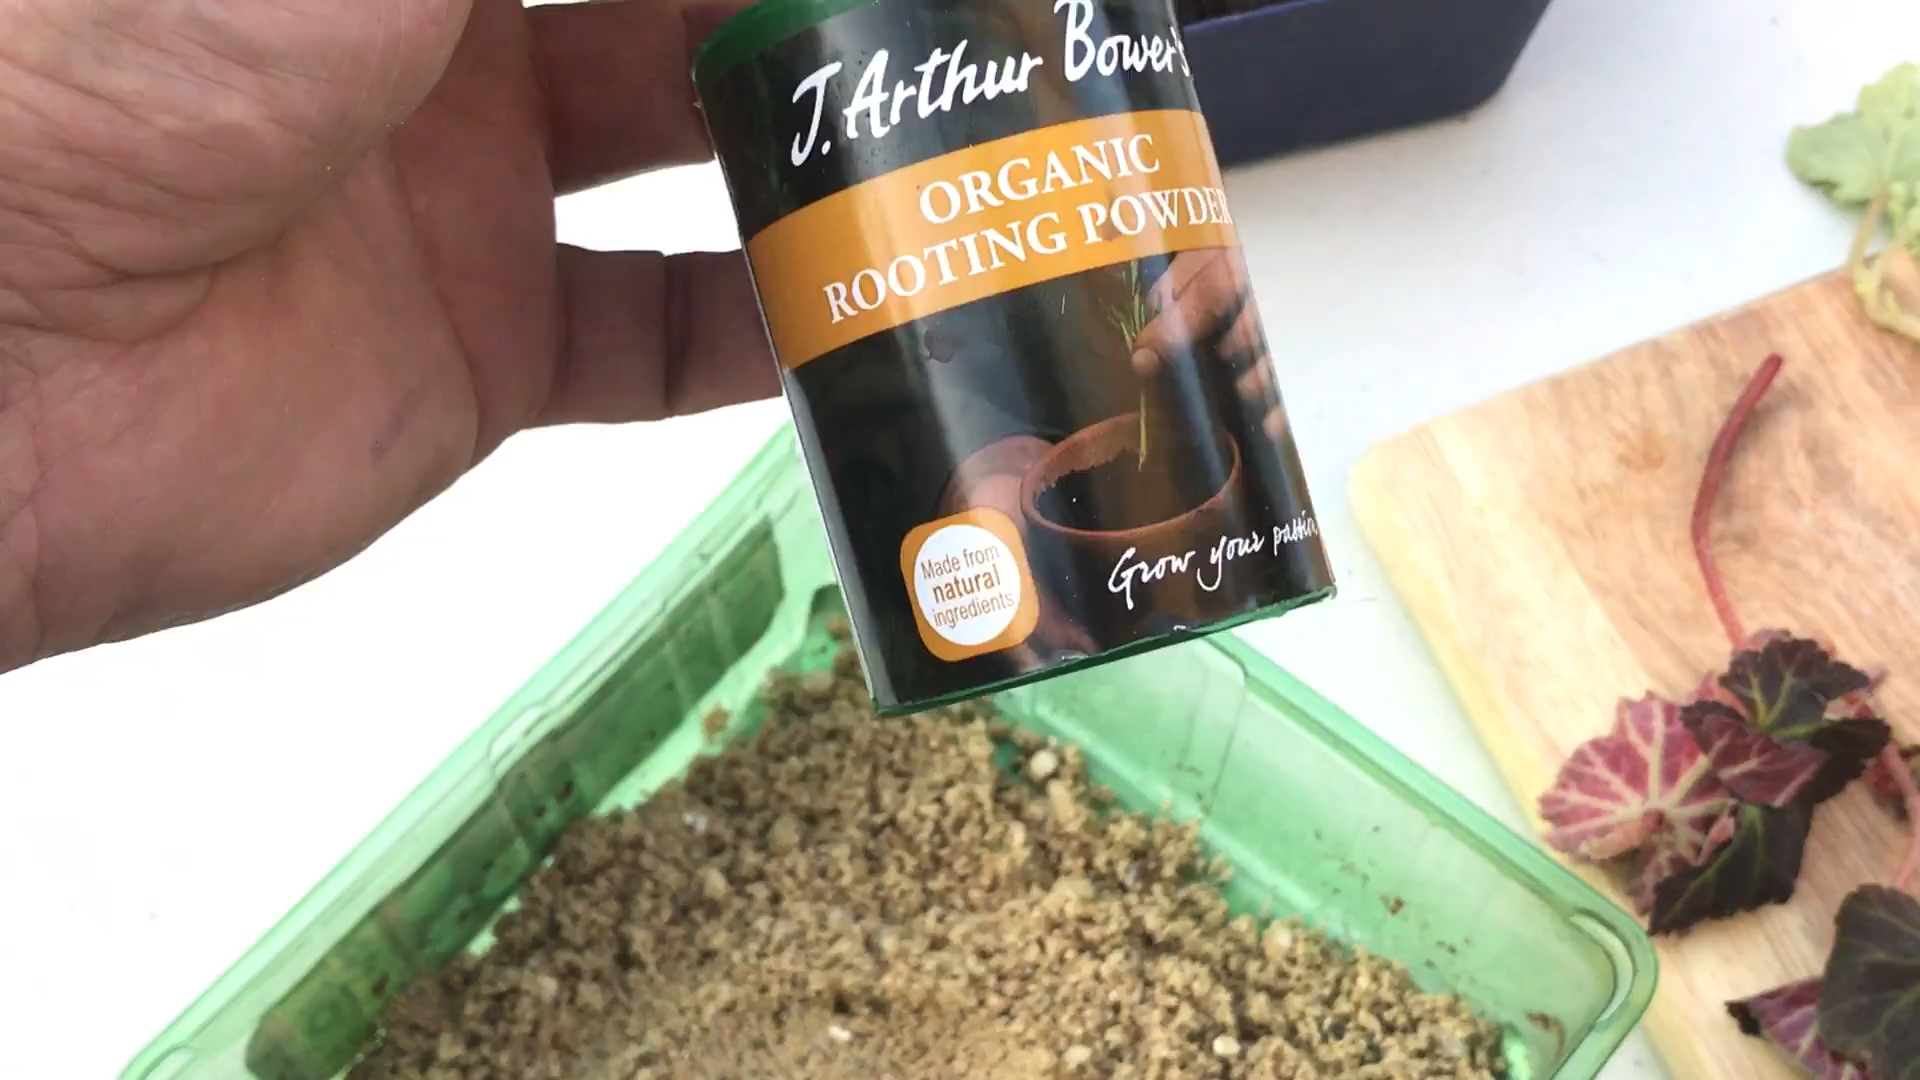 J. Arthur Bower's
ORGANIC
ROOTING POWDER
Made from
natural
ingredients
Grow your